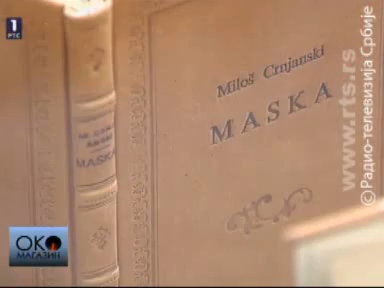 1
РТС
Miloš Crnjanski
MASKA
MASKA
ОКО
МАГАЗИН
www.rts.rs
© Радио-телевизија Србије